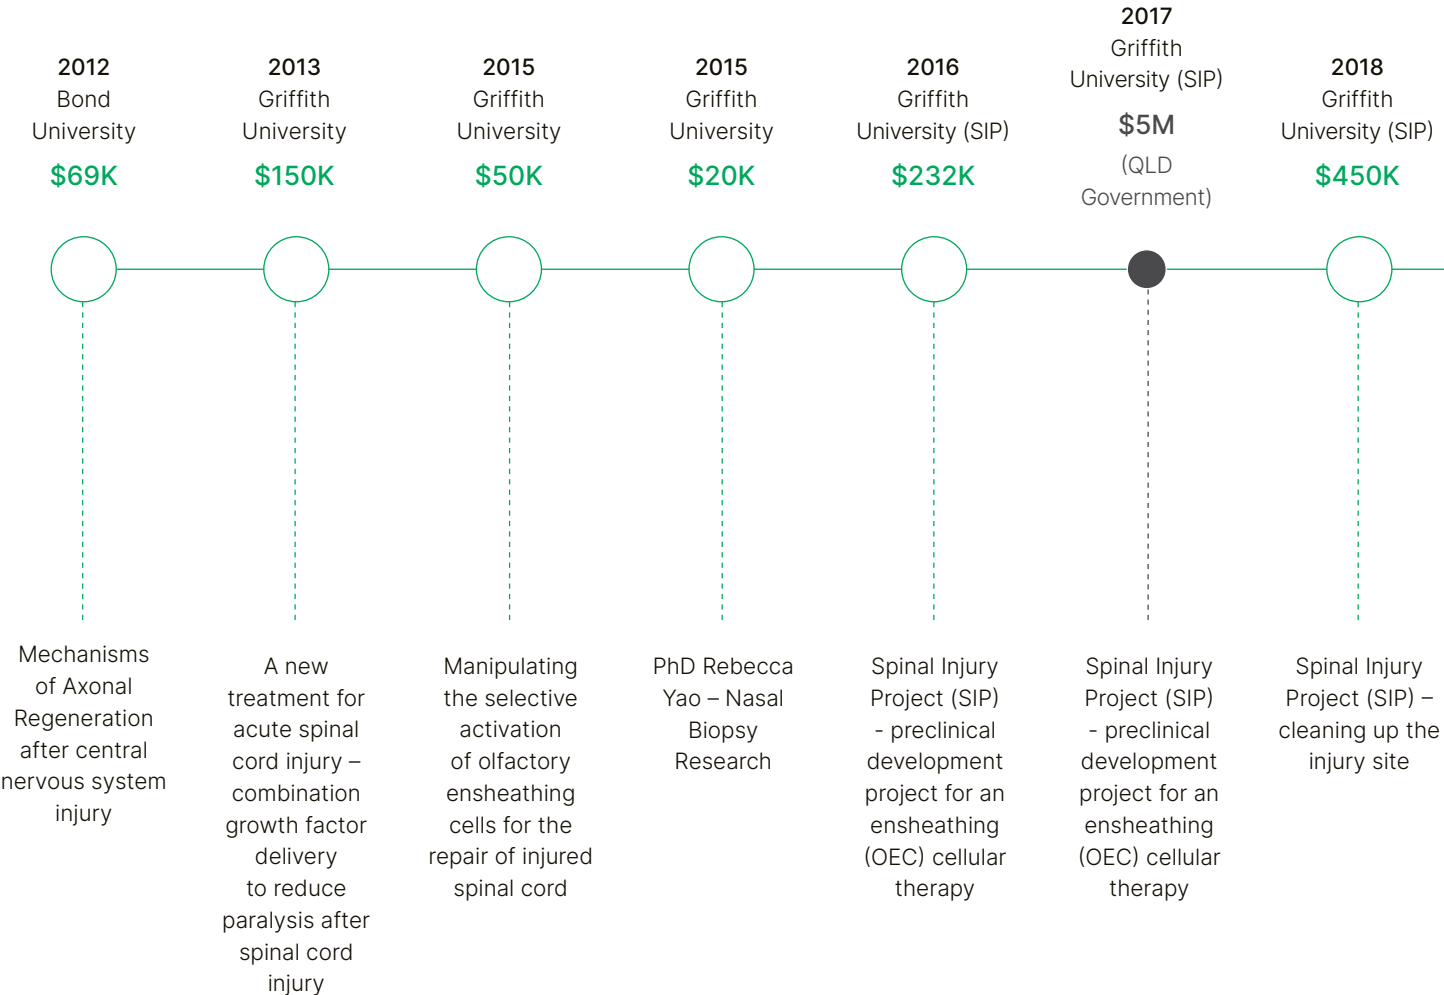 2012
Bond
University
$69K
2013
Griffith
University
$150K
2015
Griffith
University
$50K
2015
Griffith
University
$20K
2016
Griffith
University (SIP)
$232K
2017
Griffith
University (SIP)
$5M
(QLD
Government)
2018
Griffith
University (SIP)
$450K
Mechanisms
of Axonal
Regeneration
after central
nervous system
injury
A new
treatment for
acute spinal
cord injury –
combination
growth factor
delivery
to reduce
paralysis after
spinal cord
injury
Manipulating
the selective
activation
of olfactory
ensheathing
cells for the
repair of injured
spinal cord
PhD Rebecca
Yao – Nasal
Biopsy
Research
Spinal Injury
Project (SIP)
- preclinical
development
project for an
ensheathing
(OEC) cellular
therapy
Spinal Injury
Project (SIP)
- preclinical
development
project for an
ensheathing
(OEC) cellular
therapy
Spinal Injury
Project (SIP) –
cleaning up the
injury site